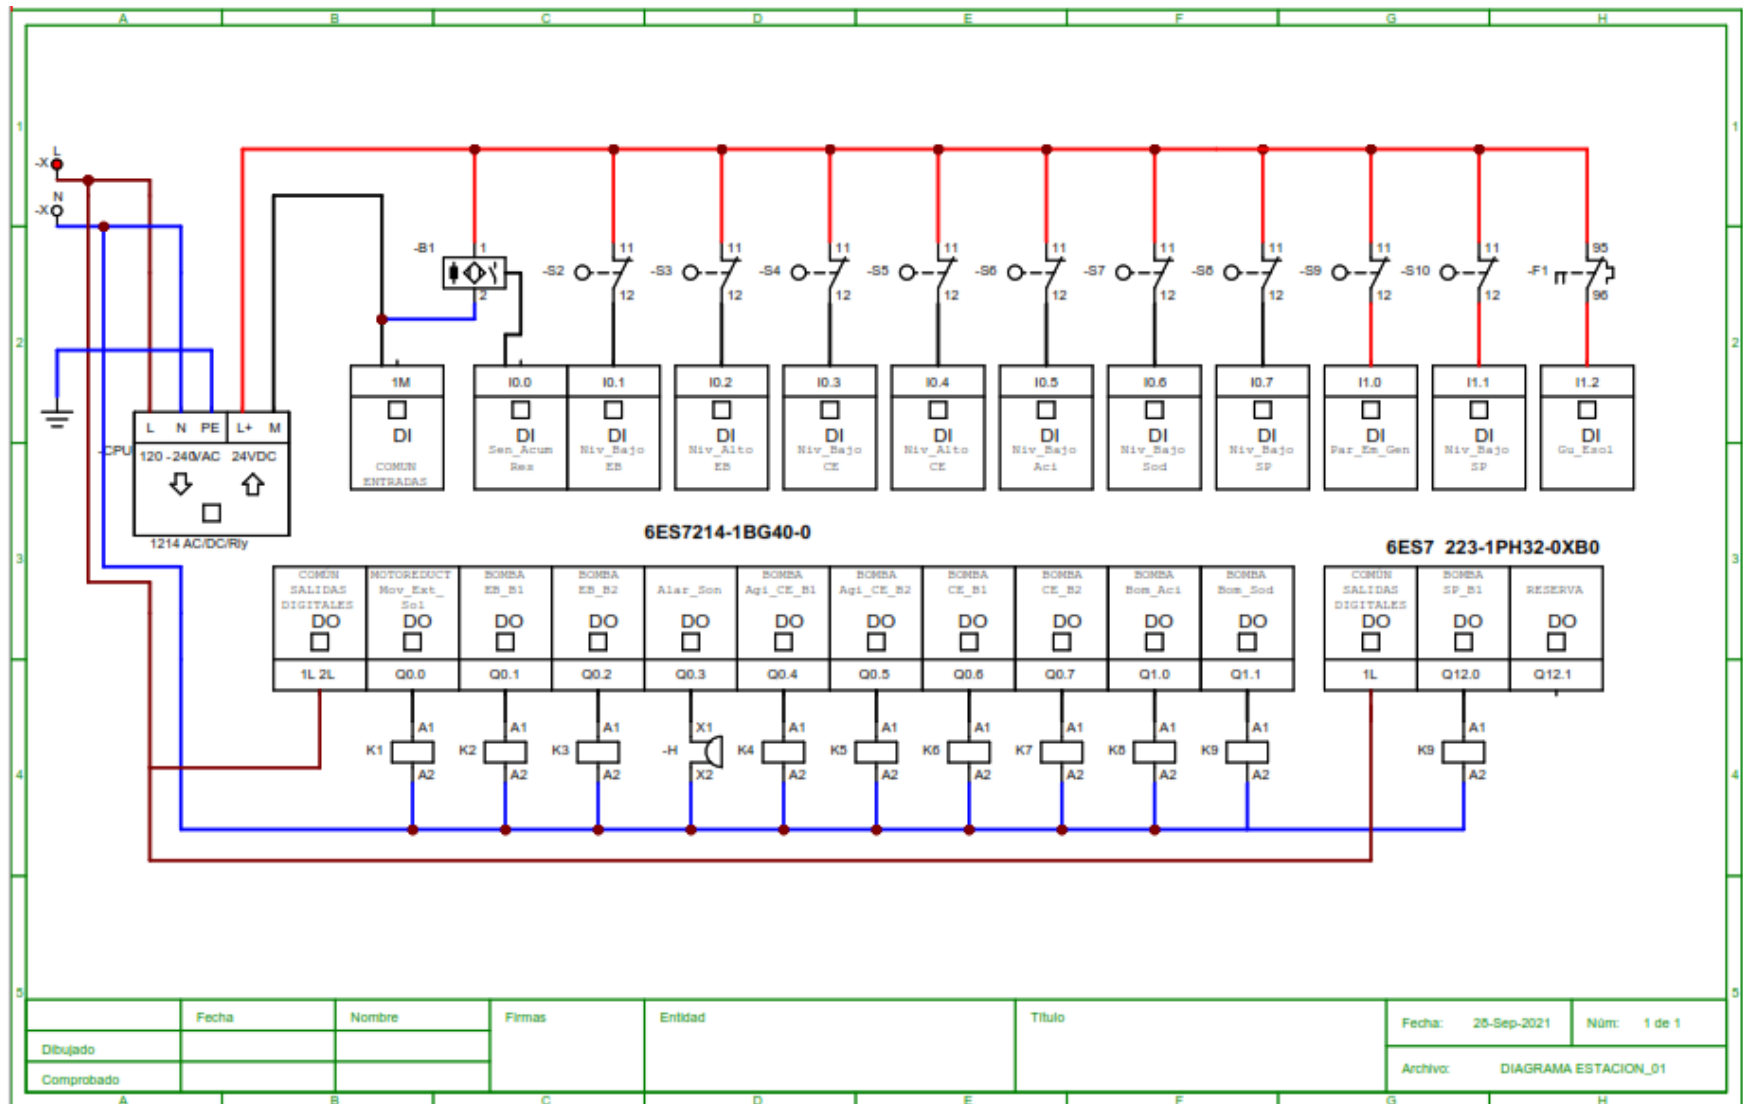 A B C D E F G H
1 1
L
-X
N
-X
-B1 1
2
-S2 11
12
-S3 11
12
-S4 11
12
-S5 11
12
-S6 11
12
-S7 11
12
-S8 11
12
-S9 11
12
-S10 11
12
-F1 95
96
2 2
1M
DI
COMUN
ENTRADAS
I0.0
DI
Sen_Acum
Res
I0.1
DI
Niv_Bajo
EB
I0.2
DI
Niv_Alto
EB
I0.3
DI
Niv_Bajo
CE
I0.4
DI
Niv_Alto
CE
I0.5
DI
Niv_Bajo
Aci
I0.6
DI
Niv_Bajo
Sod
I0.7
DI
Niv_Bajo
SP
I1.0
DI
Par_Em_Gen
I1.1
DI
Niv_Bajo
SP
I1.2
DI
Gu_Esol
L N PE L+ M
-CPU
120 -240VAC 24VDC
1214 AC/DC/Rly
6ES7214-1BG40-0
6ES7 223-1PH32-0XB0
3 3
COMÚN
SALIDAS
DIGITALES
DO
1L 2L
MOTOREDUCT
Mov_Ext_
Sol
DO
Q0.0
BOMBA
EB_B1
DO
Q0.1
BOMBA
EB_B2
DO
Q0.2
Alar_Son
DO
Q0.3
BOMBA
Agi_CE_B1
DO
Q0.4
BOMBA
Agi_CE_B2
DO
Q0.5
BOMBA
CE_B1
DO
Q0.6
BOMBA
CE_B2
DO
Q0.7
BOMBA
Bom_Aci
DO
Q1.0
BOMBA
Bom_Sod
DO
Q1.1
COMÚN
SALIDAS
DIGITALES
DO
1L
BOMBA
SP_B1
DO
Q12.0
RESERVA
DO
Q12.1
K1 A1
A2
K2 A1
A2
K3 A1
A2
-H X1
X2
K4 A1
A2
K5 A1
A2
K6 A1
A2
K7 A1
A2
K8 A1
A2
K9 A1
A2
K9 A1
A2
4 4
5 5
Fecha Nombre Firmas Entidad Título
Dibujado
Comprobado
Fecha: 28-Sep-2021 Núm: 1 de 1
Archivo: DIAGRAMA ESTACION_01
A B C D E F G H